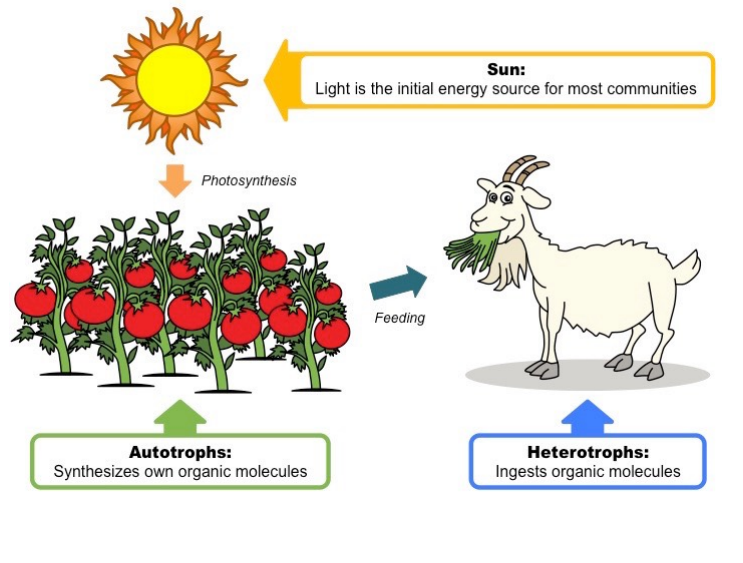 Sun:
Light is the initial energy source for most communities
Photosynthesis
Feeding
Autotrophs:
Synthesizes own organic molecules
Heterotrophs:
Ingests organic molecules